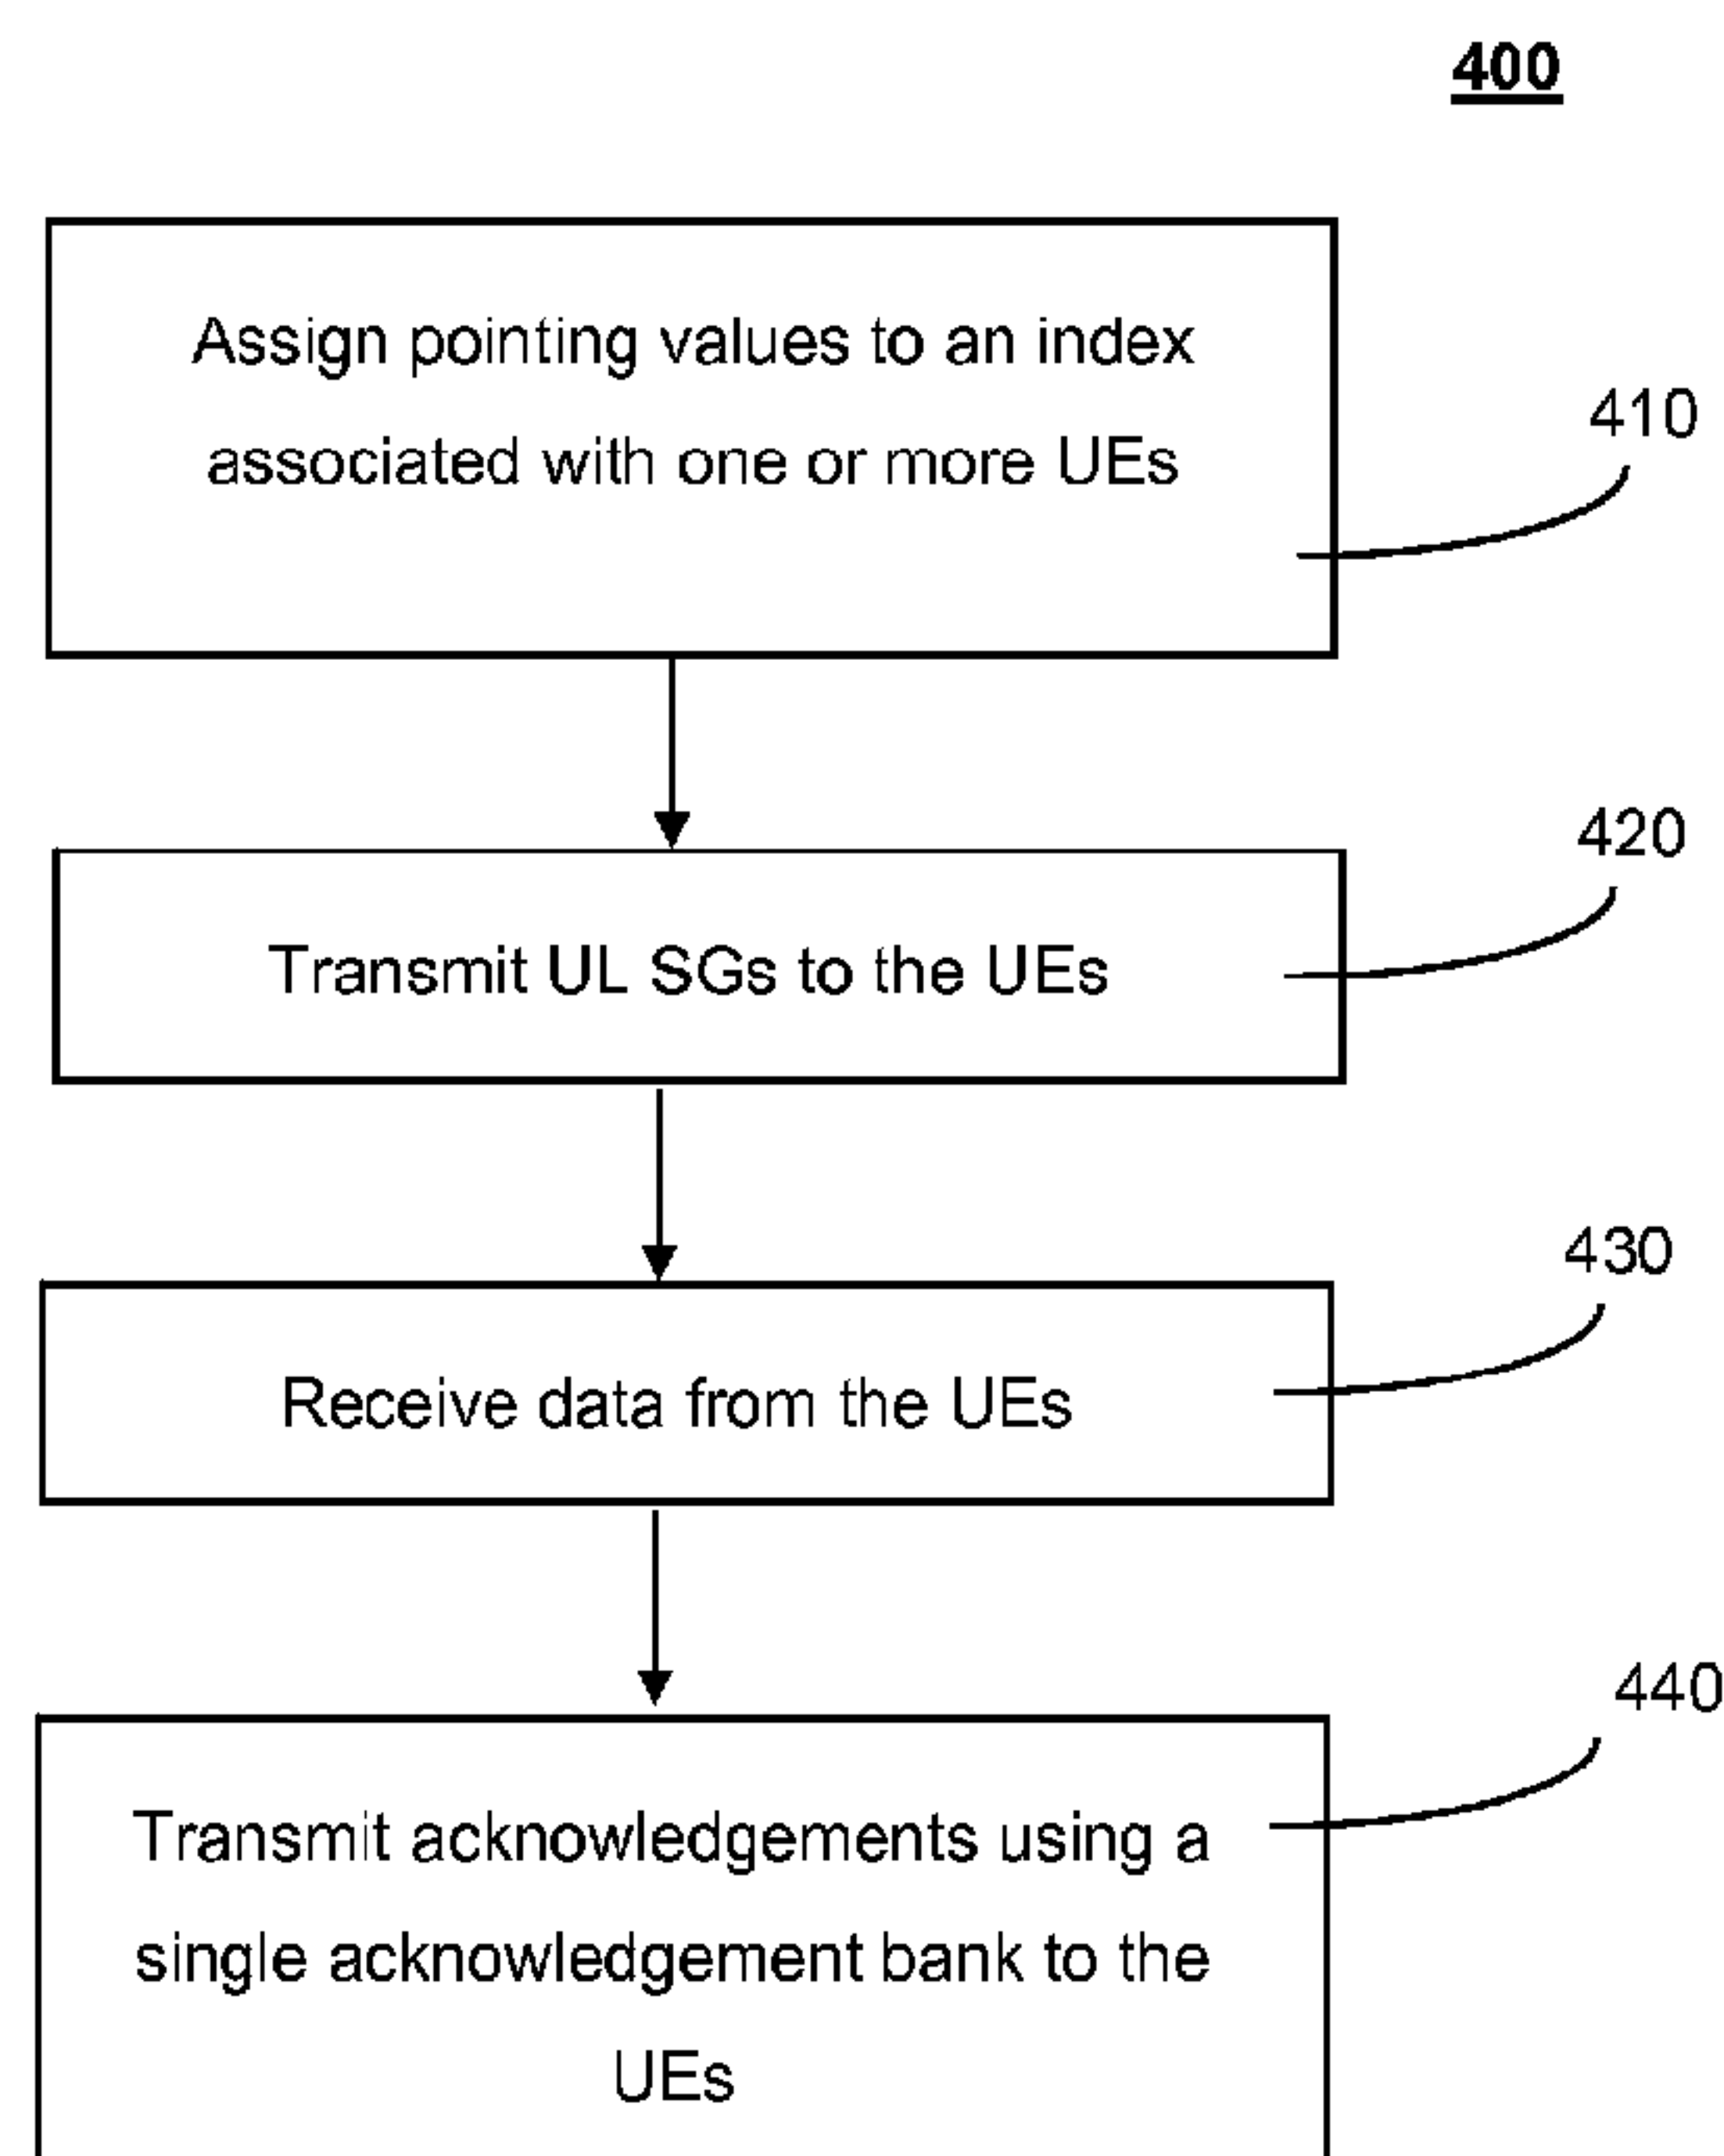 400
Assign pointing values to an index
associated with one or more UEs
410
420
Transmit UL SGs to the UEs
430
Receive data from the UEs
440
Transmit acknowledgements using a
single acknowledgement bank to the
UEs